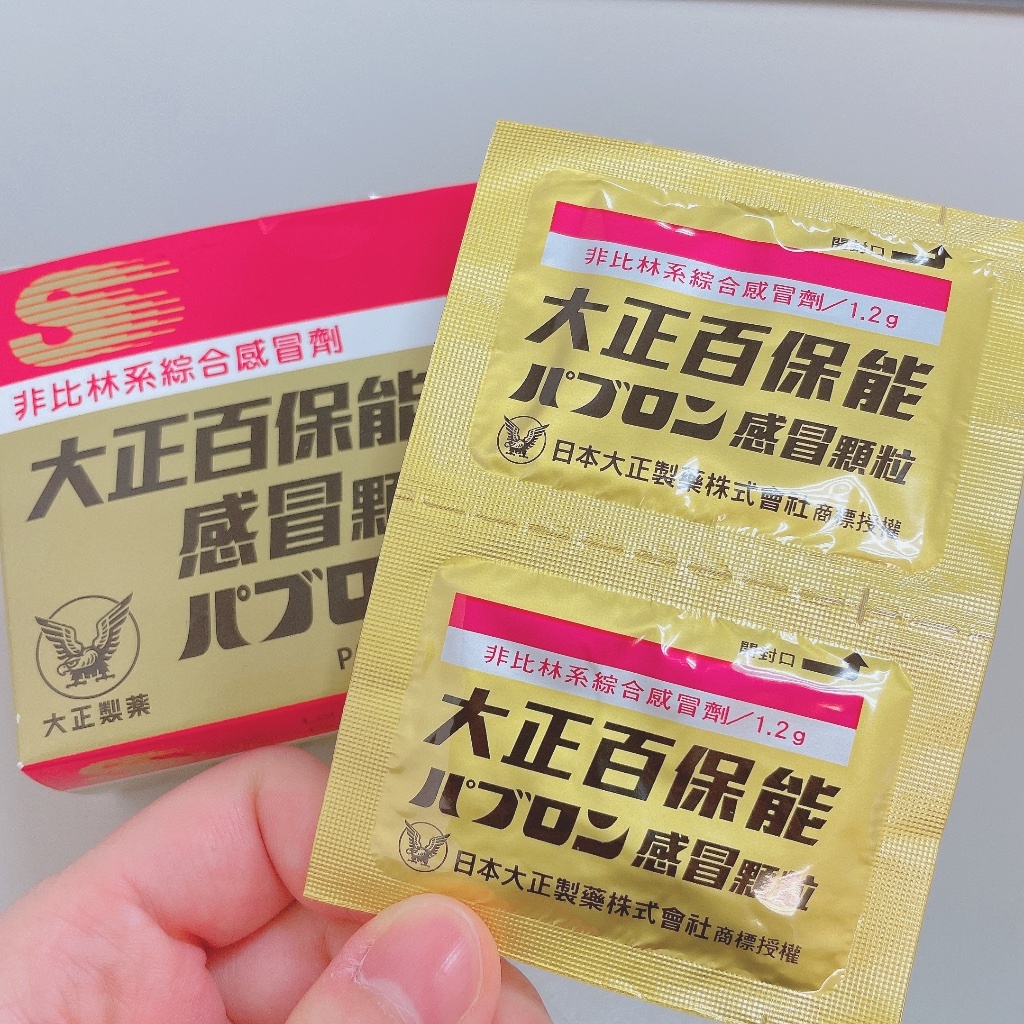 S
非比林系綜合感冒劑
大正百保能
感冒
パブロ
大正製薬
開封口
非比林系綜合感冒劑/1.2g
大正百保能
パブロン 感冒顆粒
日本大正製藥株式會社 商標授權
開封口
非比林系綜合感冒劑/1.2g
大正百保能
パブロン 感冒顆粒
日本大正製藥株式會社 商標授權